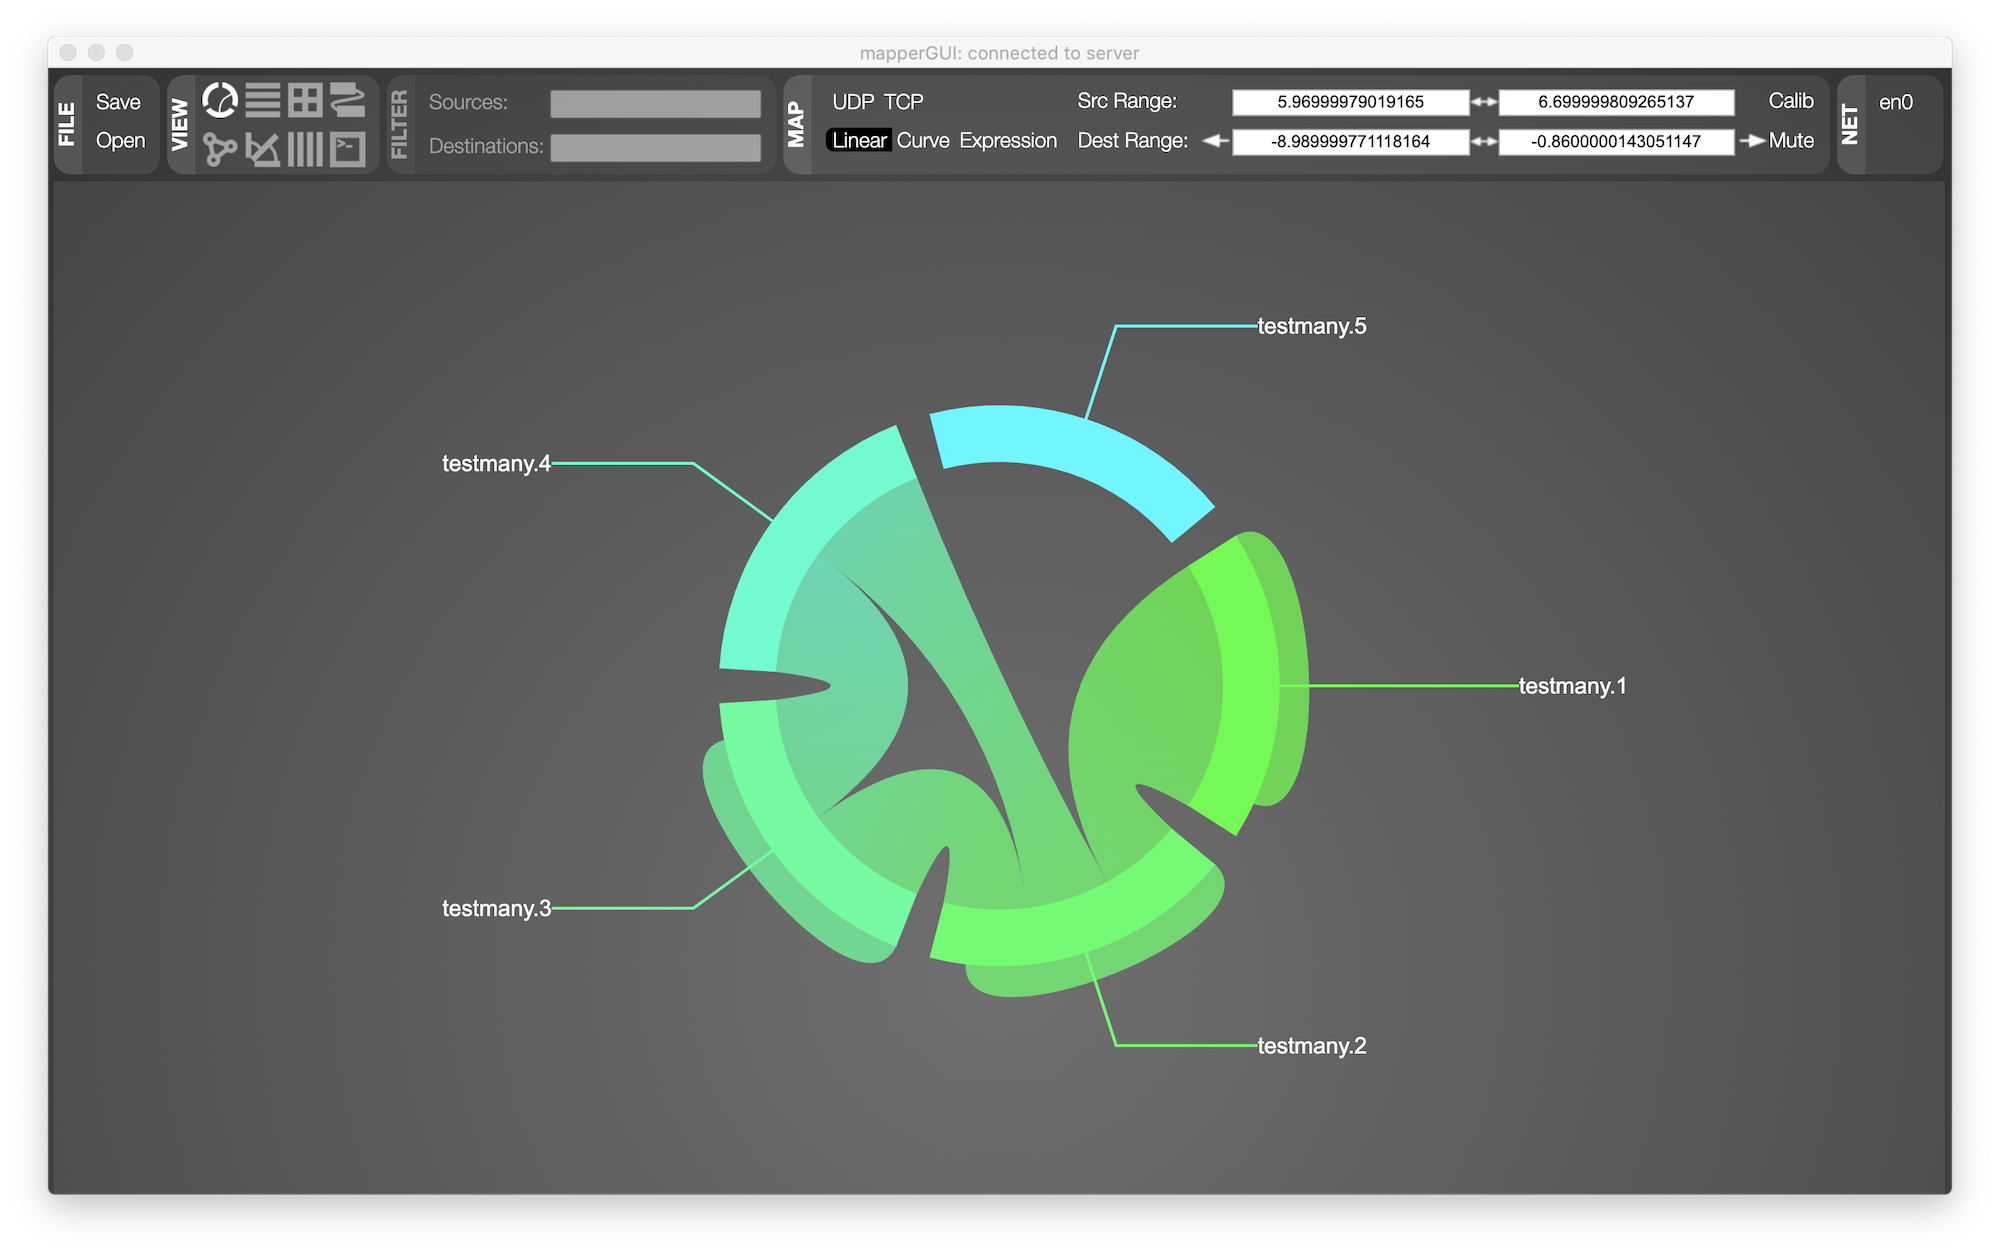 mapperGUI: connected to server
FILE
Save
Open
VIEW
FILTER
Sources:
Destinations:
MAP
UDP TCP
Linear Curve Expression
Src Range: 5.96999979019165 6.699999809265137 Calib
Dest Range: -8.989999771118164 -0.8600000143051147 Mute
NET
en0
testmany.5
testmany.4
testmany.1
testmany.3
testmany.2